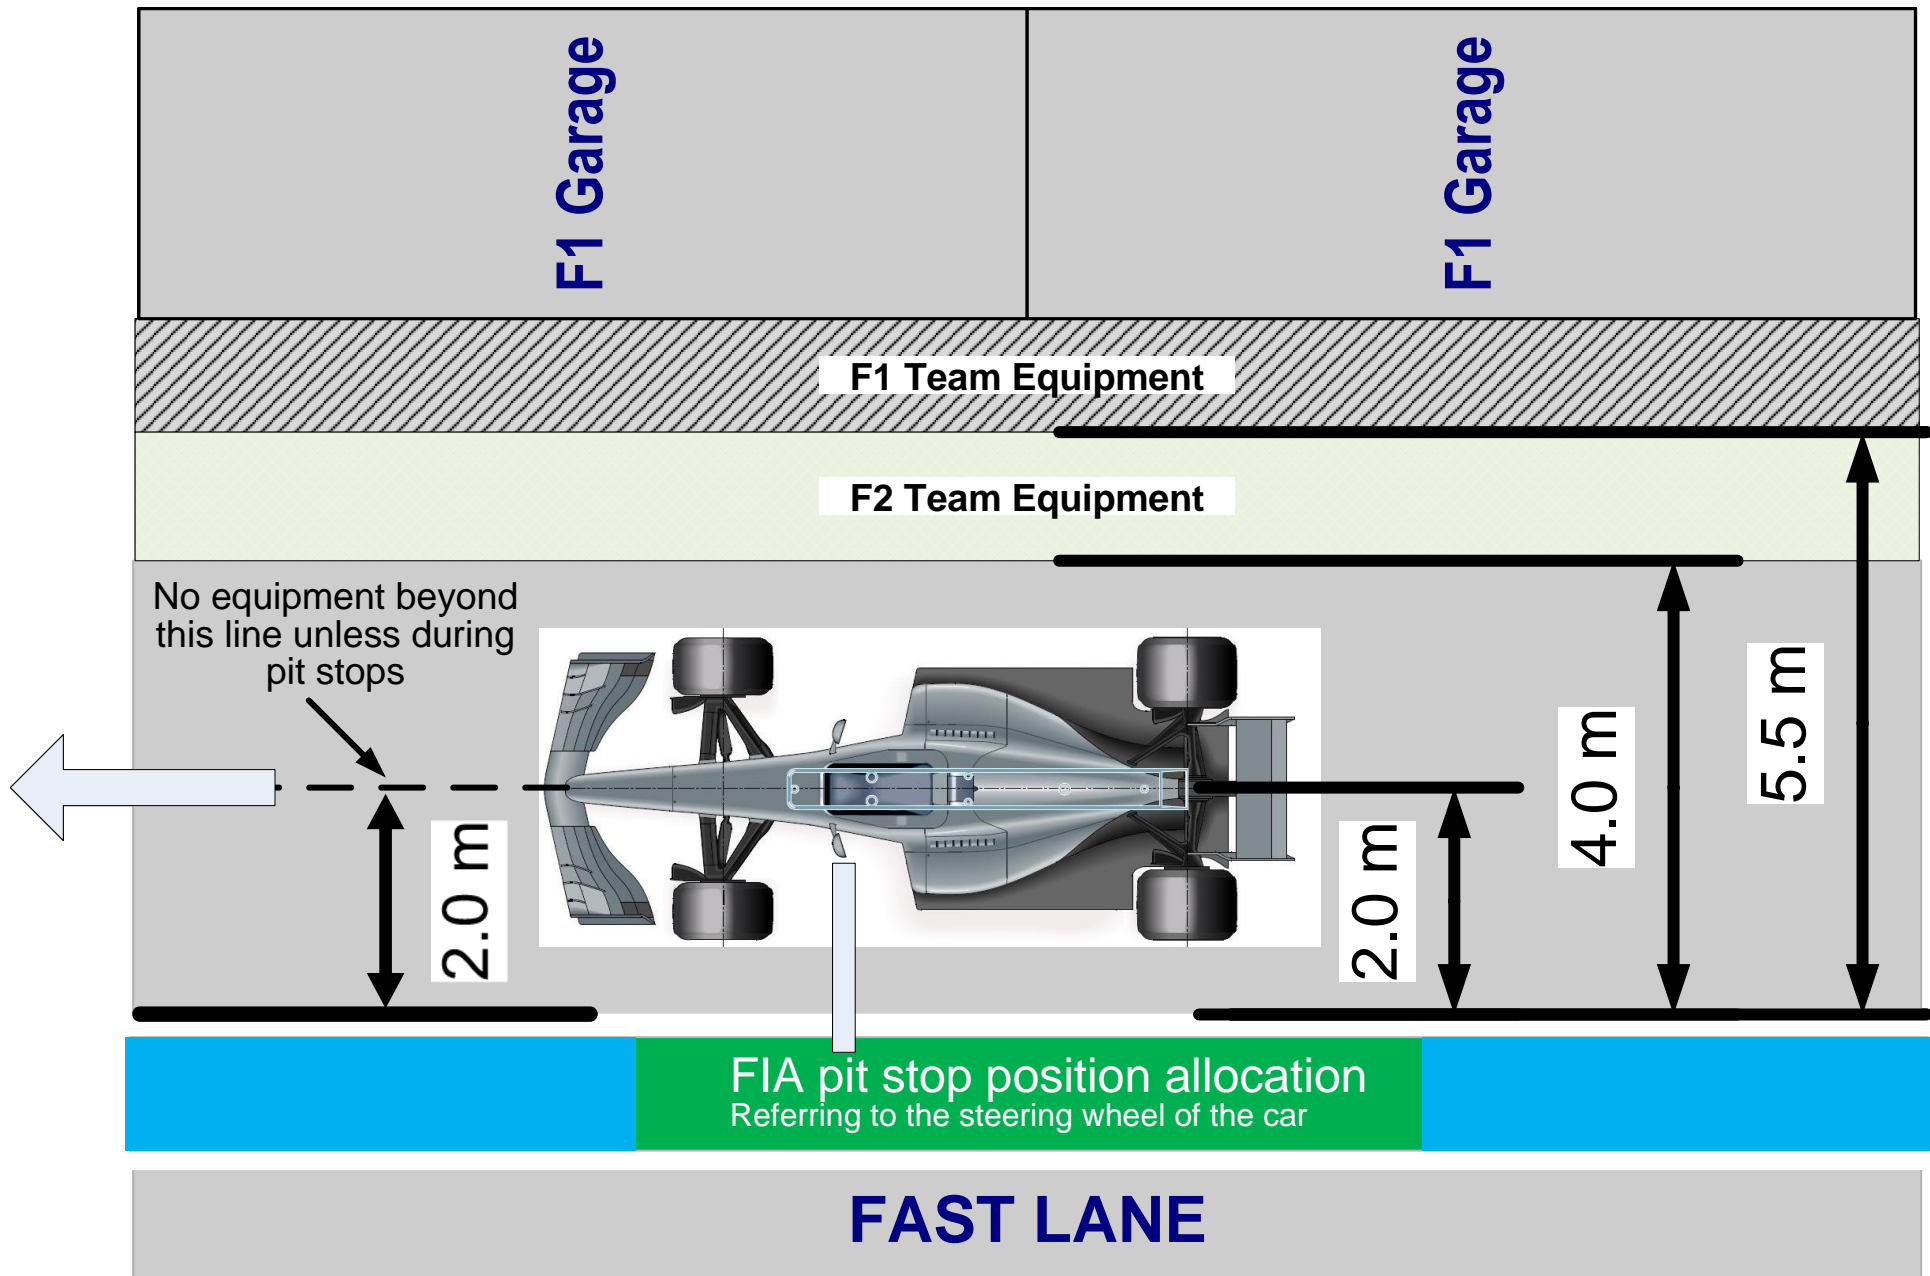 F1 Garage
F1 Garage
F1 Team Equipment
F2 Team Equipment
No equipment beyond
this line unless during
pit stops
2.0 m
2.0 m
4.0 m
5.5 m
FIA pit stop position allocation
Referring to the steering wheel of the car
FAST LANE